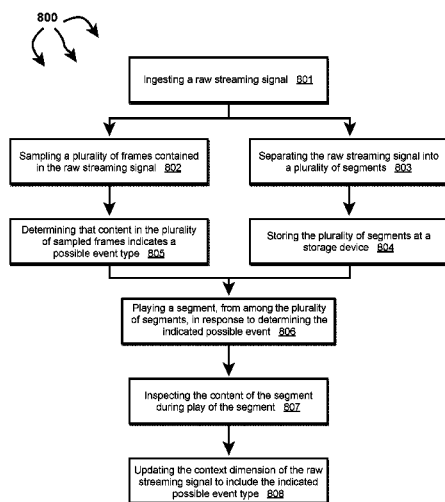 800
Ingesting a raw streaming signal 801
Sampling a plurality of frames contained
in the raw streaming signal 802
Separating the raw streaming signal into
a plurality of segments 803
Determining that content in the plurality
of sampled frames indicates a
possible event type 805
Storing the plurality of segments at a
storage device 804
Playing a segment, from among the plurality
of segments, in response to determining the
indicated possible event 806
Inspecting the content of the segment
during play of the segment 807
Updating the context dimension of the raw
streaming signal to include the indicated
possible event type 808